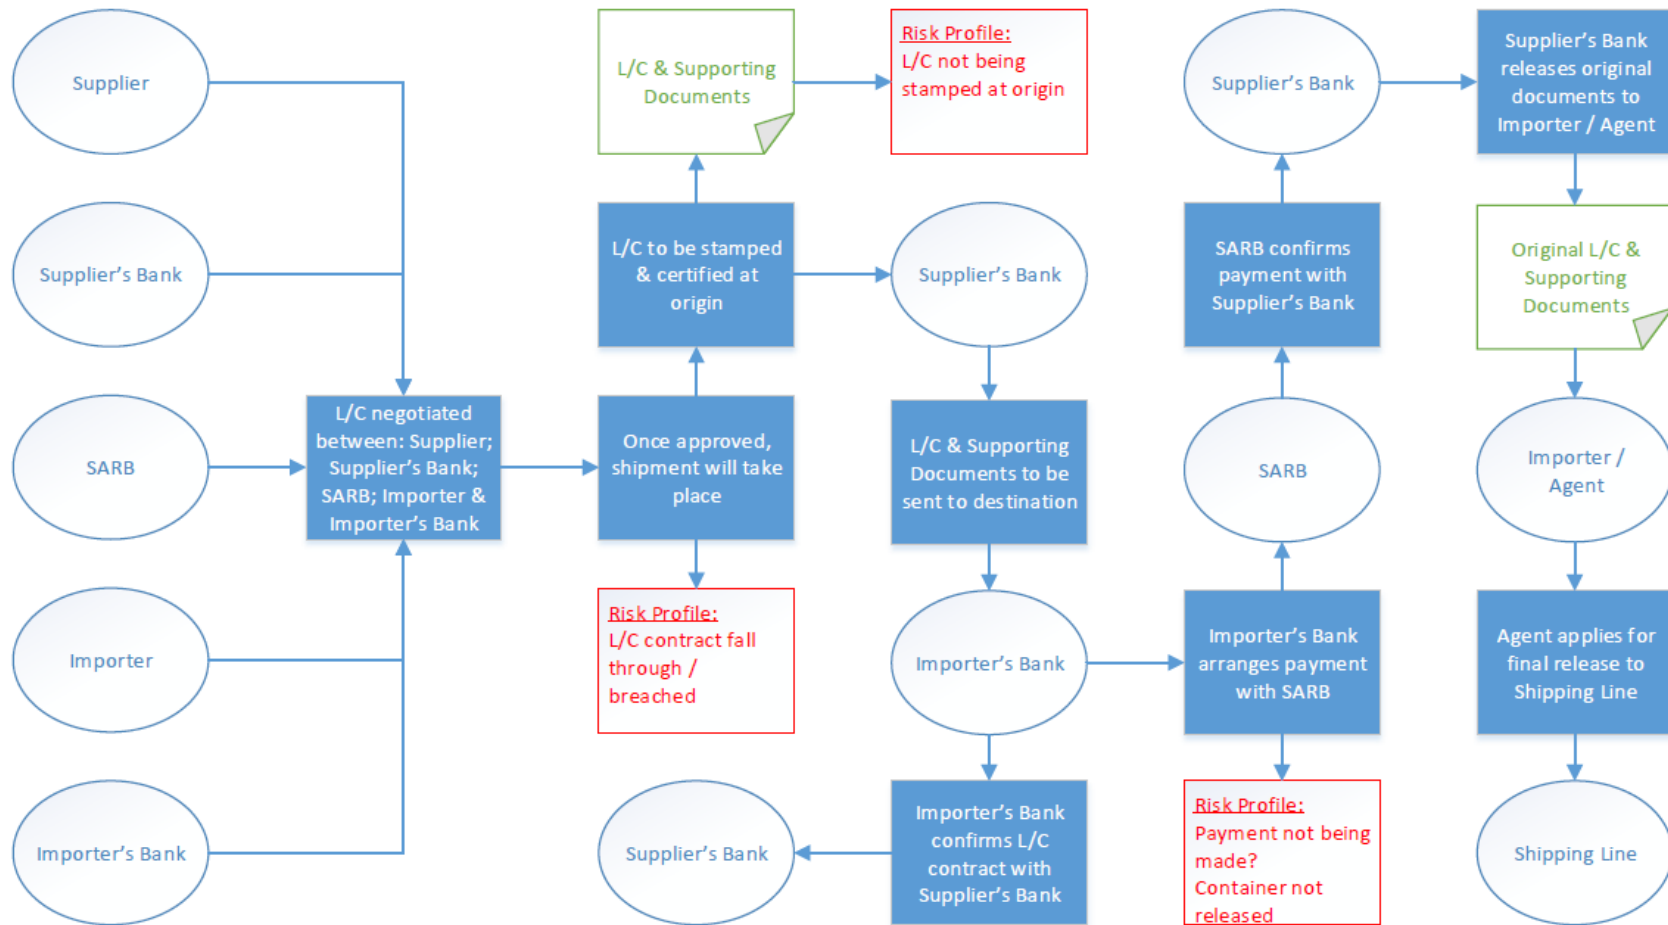 Supplier
Supplier's Bank
SARB
Importer
Importer's Bank
L/C negotiated
between: Supplier;
Supplier's Bank;
SARB; Importer &
Importer's Bank
L/C & Supporting
Documents
L/C to be stamped
& certified at
origin
Once approved,
shipment will take
place
Risk Profile:
L/C contract fall
through /
breached
Supplier's Bank
Risk Profile:
L/C not being
stamped at origin
Supplier's Bank
L/C & Supporting
Documents to be
sent to destination
Importer's Bank
Importer's Bank
confirms L/C
contract with
Supplier's Bank
Supplier's Bank
SARB confirms
payment with
Supplier's Bank
SARB
Importer's Bank
arranges payment
with SARB
Risk Profile:
Payment not being
made?
Container not
released
Supplier's Bank
releases original
documents to
Importer / Agent
Original L/C &
Supporting
Documents
Importer /
Agent
Agent applies for
final release to
Shipping Line
Shipping Line